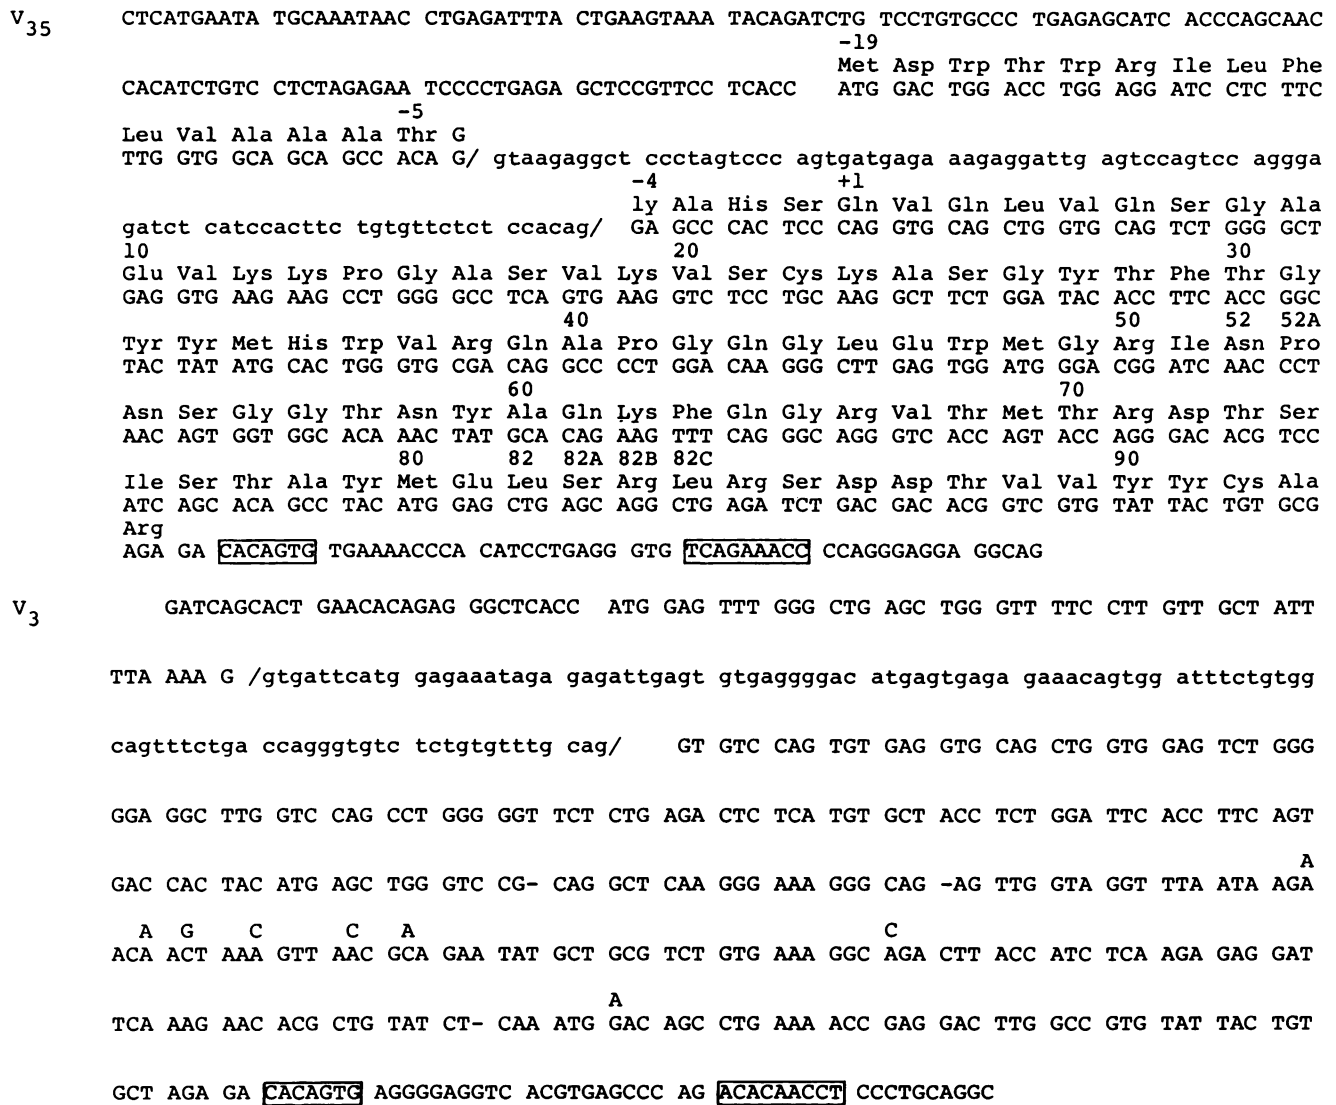 V35 CTCATGAATA TGCAAATAAC CTGAGATTTA CTGAAGTAAA TACAGATCTG TCCTGTGCCC TGAGAGCATC ACCCAGCAAC
-19
Met Asp Trp Thr Trp Arg Ile Leu Phe
CACATCTGTC CTCTAGAGAA TCCCCTGAGA GCTCCGTTCC TCACC ATG GAC TGG ACC TGG AGG ATC CTC TTC
-5
Leu Val Ala Ala Ala Thr G
TTG GTG GCA GCA GCC ACA G/ gtaagaggct ccctagtccc agtgatgaga aagaggattg agtccagtcc aggga
-4 +1
ly Ala His Ser Gln Val Gln Leu Val Gln Ser Gly Ala
gatct catccacttc tgtgttctct ccacag/ GA GCC CAC TCC CAG GTG CAG CTG GTG CAG TCT GGG GCT
10 20 30
Glu Val Lys Lys Pro Gly Ala Ser Val Lys Val Ser Cys Lys Ala Ser Gly Tyr Thr Phe Thr Gly
GAG GTG AAG AAG CCT GGG GCC TCA GTG AAG GTC TCC TGC AAG GCT TCT GGA TAC ACC TTC ACC GGC
40 50 52 52A
Tyr Tyr Met His Trp Val Arg Gln Ala Pro Gly Gln Gly Leu Glu Trp Met Gly Arg Ile Asn Pro
TAC TAT ATG CAC TGG GTG CGA CAG GCC CCT GGA CAA GGG CTT GAG TGG ATG GGA CGG ATC AAC CCT
60 70
Asn Ser Gly Gly Thr Asn Tyr Ala Gln Lys Phe Gln Gly Arg Val Thr Met Thr Arg Asp Thr Ser
AAC AGT GGT GGC ACA AAC TAT GCA CAG AAG TTT CAG GGC AGG GTC ACC AGT ACC AGG GAC ACG TCC
80 82 82A 82B 82C 90
Ile Ser Thr Ala Tyr Met Glu Leu Ser Arg Leu Arg Ser Asp Asp Thr Val Val Tyr Tyr Cys Ala
ATC AGC ACA GCC TAC ATG GAG CTG AGC AGG CTG AGA TCT GAC GAC ACG GTC GTG TAT TAC TGT GCG
Arg
AGA GA CACAGTG TGAAAACCCA CATCCTGAGG GTG TCAGAAACC CCAGGGAGGA GGCAG
V3 GATCAGCACT GAACACAGAG GGCTCACC ATG GAG TTT GGG CTG AGC TGG GTT TTC CTT GTT GCT ATT
TTA AAA G /gtgattcatg gagaaataga gagattgagt gtgaggggac atgagtgaga gaaacagtgg atttctgtgg
cagtttctga ccagggtgtc tctgtgtttg cag/ GT GTC CAG TGT GAG GTG CAG CTG GTG GAG TCT GGG
GGA GGC TTG GTC CAG CCT GGG GGT TCT CTG AGA CTC TCA TGT GCT ACC TCT GGA TTC ACC TTC AGT
A
GAC CAC TAC ATG AGC TGG GTC CG- CAG GCT CAA GGG AAA GGG CAG -AG TTG GTA GGT TTA ATA AGA
A G C C A C
ACA ACT AAA GTT AAC GCA GAA TAT GCT GCG TCT GTG AAA GGC AGA CTT ACC ATC TCA AGA GAG GAT
A
TCA AAG AAC ACG CTG TAT CT- CAA ATG GAC AGC CTG AAA ACC GAG GAC TTG GCC GTG TAT TAC TGT
GCT AGA GA CACAGTG AGGGGAGGTC ACGTGAGCCC AG ACACAACCT CCCTGCAGGC